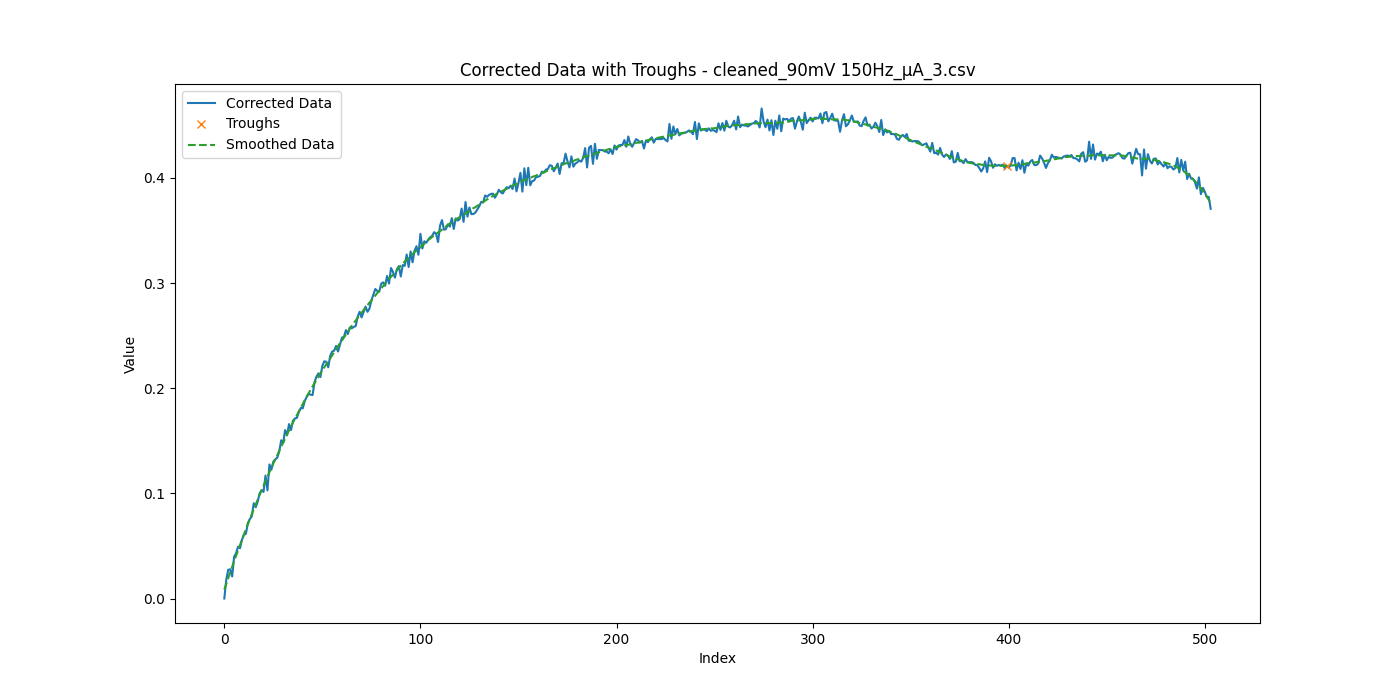 Corrected Data with Troughs - cleaned_90mV 150Hz_μA_3.csv
Corrected Data
Troughs
Smoothed Data
Value
0.4
0.3
0.2
0.1
0.0
0 100 200 300 400 500
Index